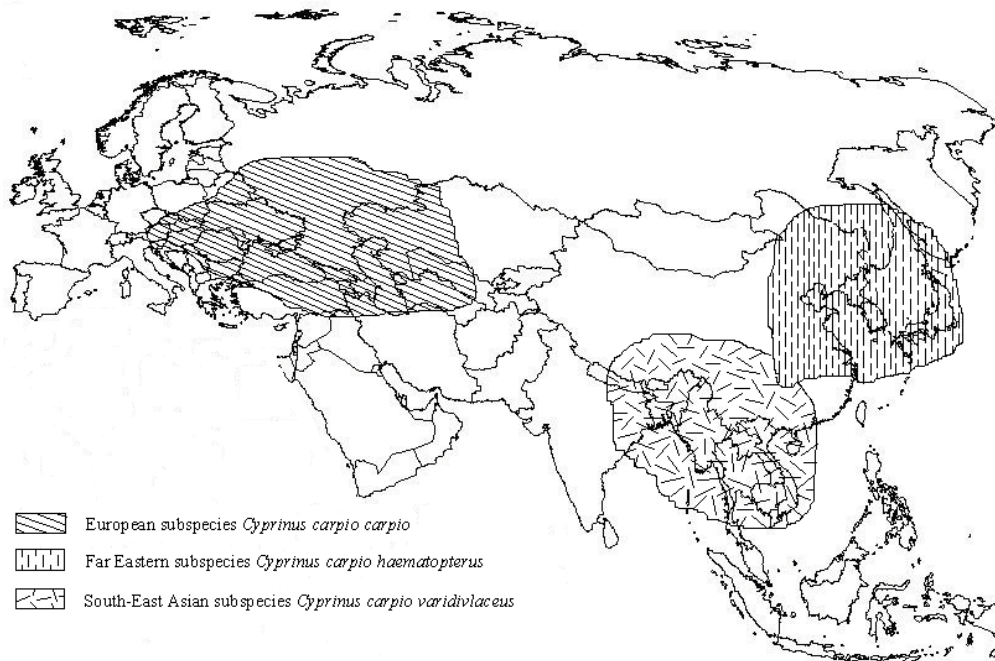 European subspecies Cyprinus carpio carpio
Far Eastern subspecies Cyprinus carpio haematopterus
South-East Asian subspecies Cyprinus carpio varidivlaceus